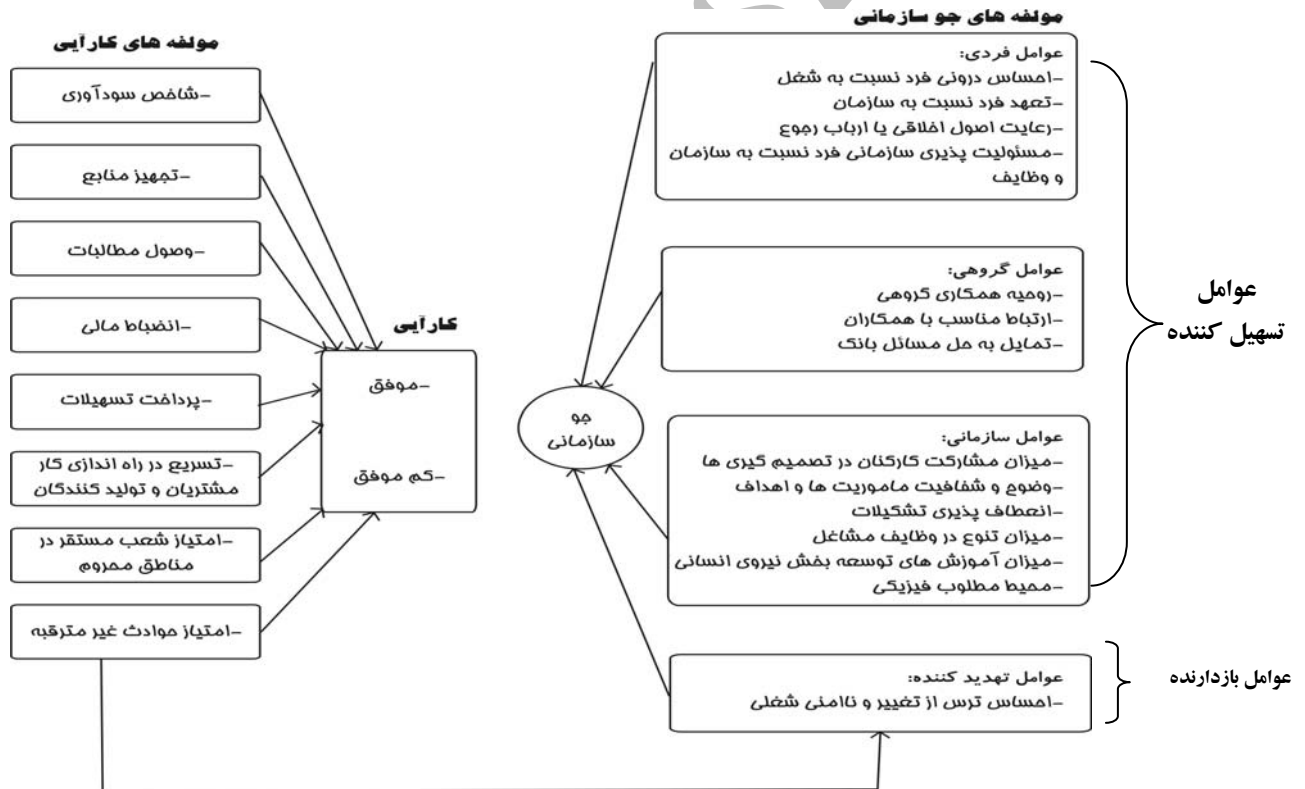 مولفه های جو سازمانی
عوامل فردی:
-احساس درونی فرد نسبت به شغل
-تعهد فرد نسبت به سازمان
-رعایت اصول اخلاقی یا ارباب رجوع
-مسئولیت پذیری سازمانی فرد نسبت به سازمان
و وظایف
عوامل گروهی:
-روحیه همکاری گروهی
-ارتباط مناسب با همکاران
-تمایل به حل مسائل بانک
عوامل سازمانی:
-میزان مشارکت کارکنان در تصمیم گیری ها
-وضوح و شفافیت ماموریت ها و اهداف
-انعطاف پذیری تشکیلات
-میزان تنوع در وظایف مشاغل
-میزان آموزش های توسعه بخش نیروی انسانی
-محیط مطلوب فیزیکی
عوامل تهدید کننده:
-احساس ترس از تغییر و ناامنی شغلی
عوامل
تسهیل کننده
عوامل بازدارنده
جو
سازمانی
کارآیی
-موفق
-کم موفق
مولفه های کارآیی
-شاخص سودآوری
-تجهیز منابع
-وصول مطالبات
-انضباط مالی
-پرداخت تسهیلات
-تسریع در راه اندازی کار
مشتریان و تولید کنندگان
-امتیاز شعب مستقر در
مناطق محروم
-امتیاز حوادث غیر مترقبه